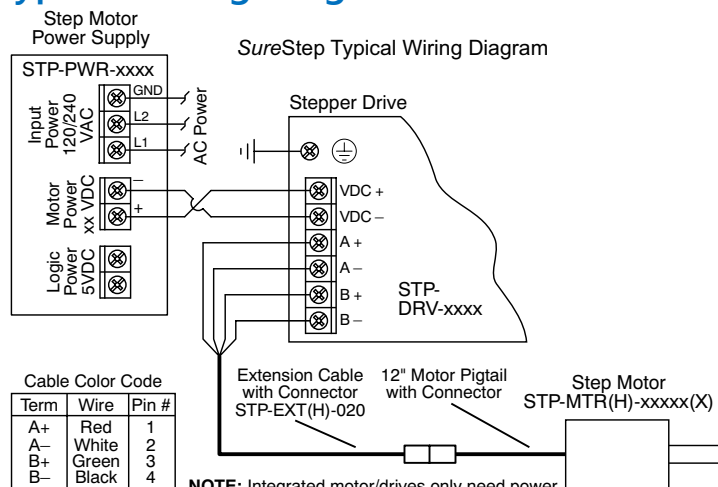 Step Motor
Power Supply
SureStep Typical Wiring Diagram
STP-PWR-xxxx
Input
Power
120/240
VAC
GND
L2
L1
AC Power
Motor
Power
xx VDC
–
+
Logic
Power
5VDC
Stepper Drive
VDC +
VDC –
A +
A –
B +
B –
STP-
DRV-xxxx
Cable Color Code
Term Wire Pin #
A+ Red 1
A– White 2
B+ Green 3
B– Black 4
Extension Cable
with Connector
STP-EXT(H)-020
12" Motor Pigtail
with Connector
Step Motor
STP-MTR(H)-xxxxx(X)
NOTE: Integrated motor/drives only need power